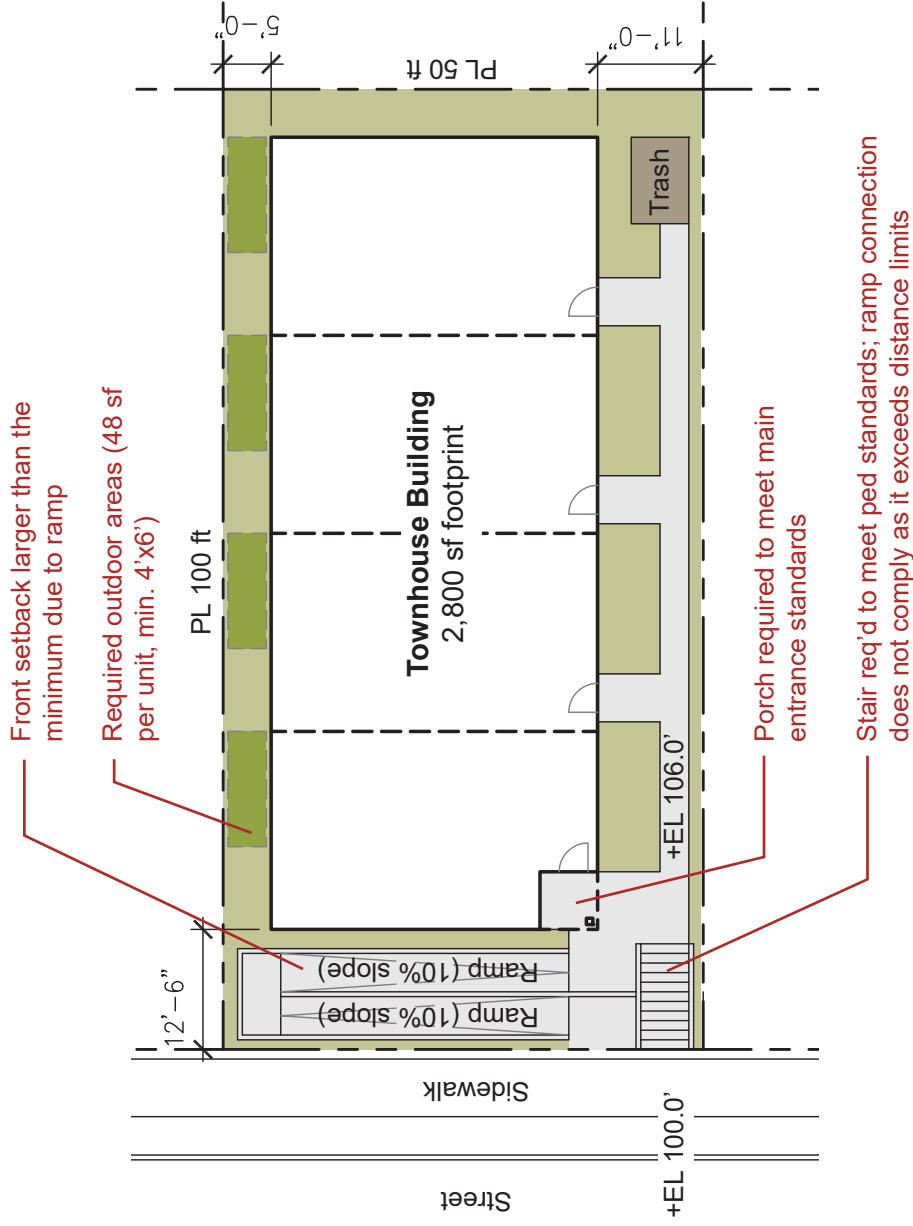 Front setback larger than the
minimum due to ramp
Required outdoor areas (48 sf
per unit, min. 4’x6’)
PL 100 ft
12’–6”
5’–0”
PL 50 ft
11’–0”
Townhouse Building
2,800 sf footprint
Ramp (10% slope)
Ramp (10% slope)
Sidewalk
Street
+EL 100.0’
+EL 106.0’
Trash
Porch required to meet main
entrance standards
Stair req’d to meet ped standards; ramp connection
does not comply as it exceeds distance limits